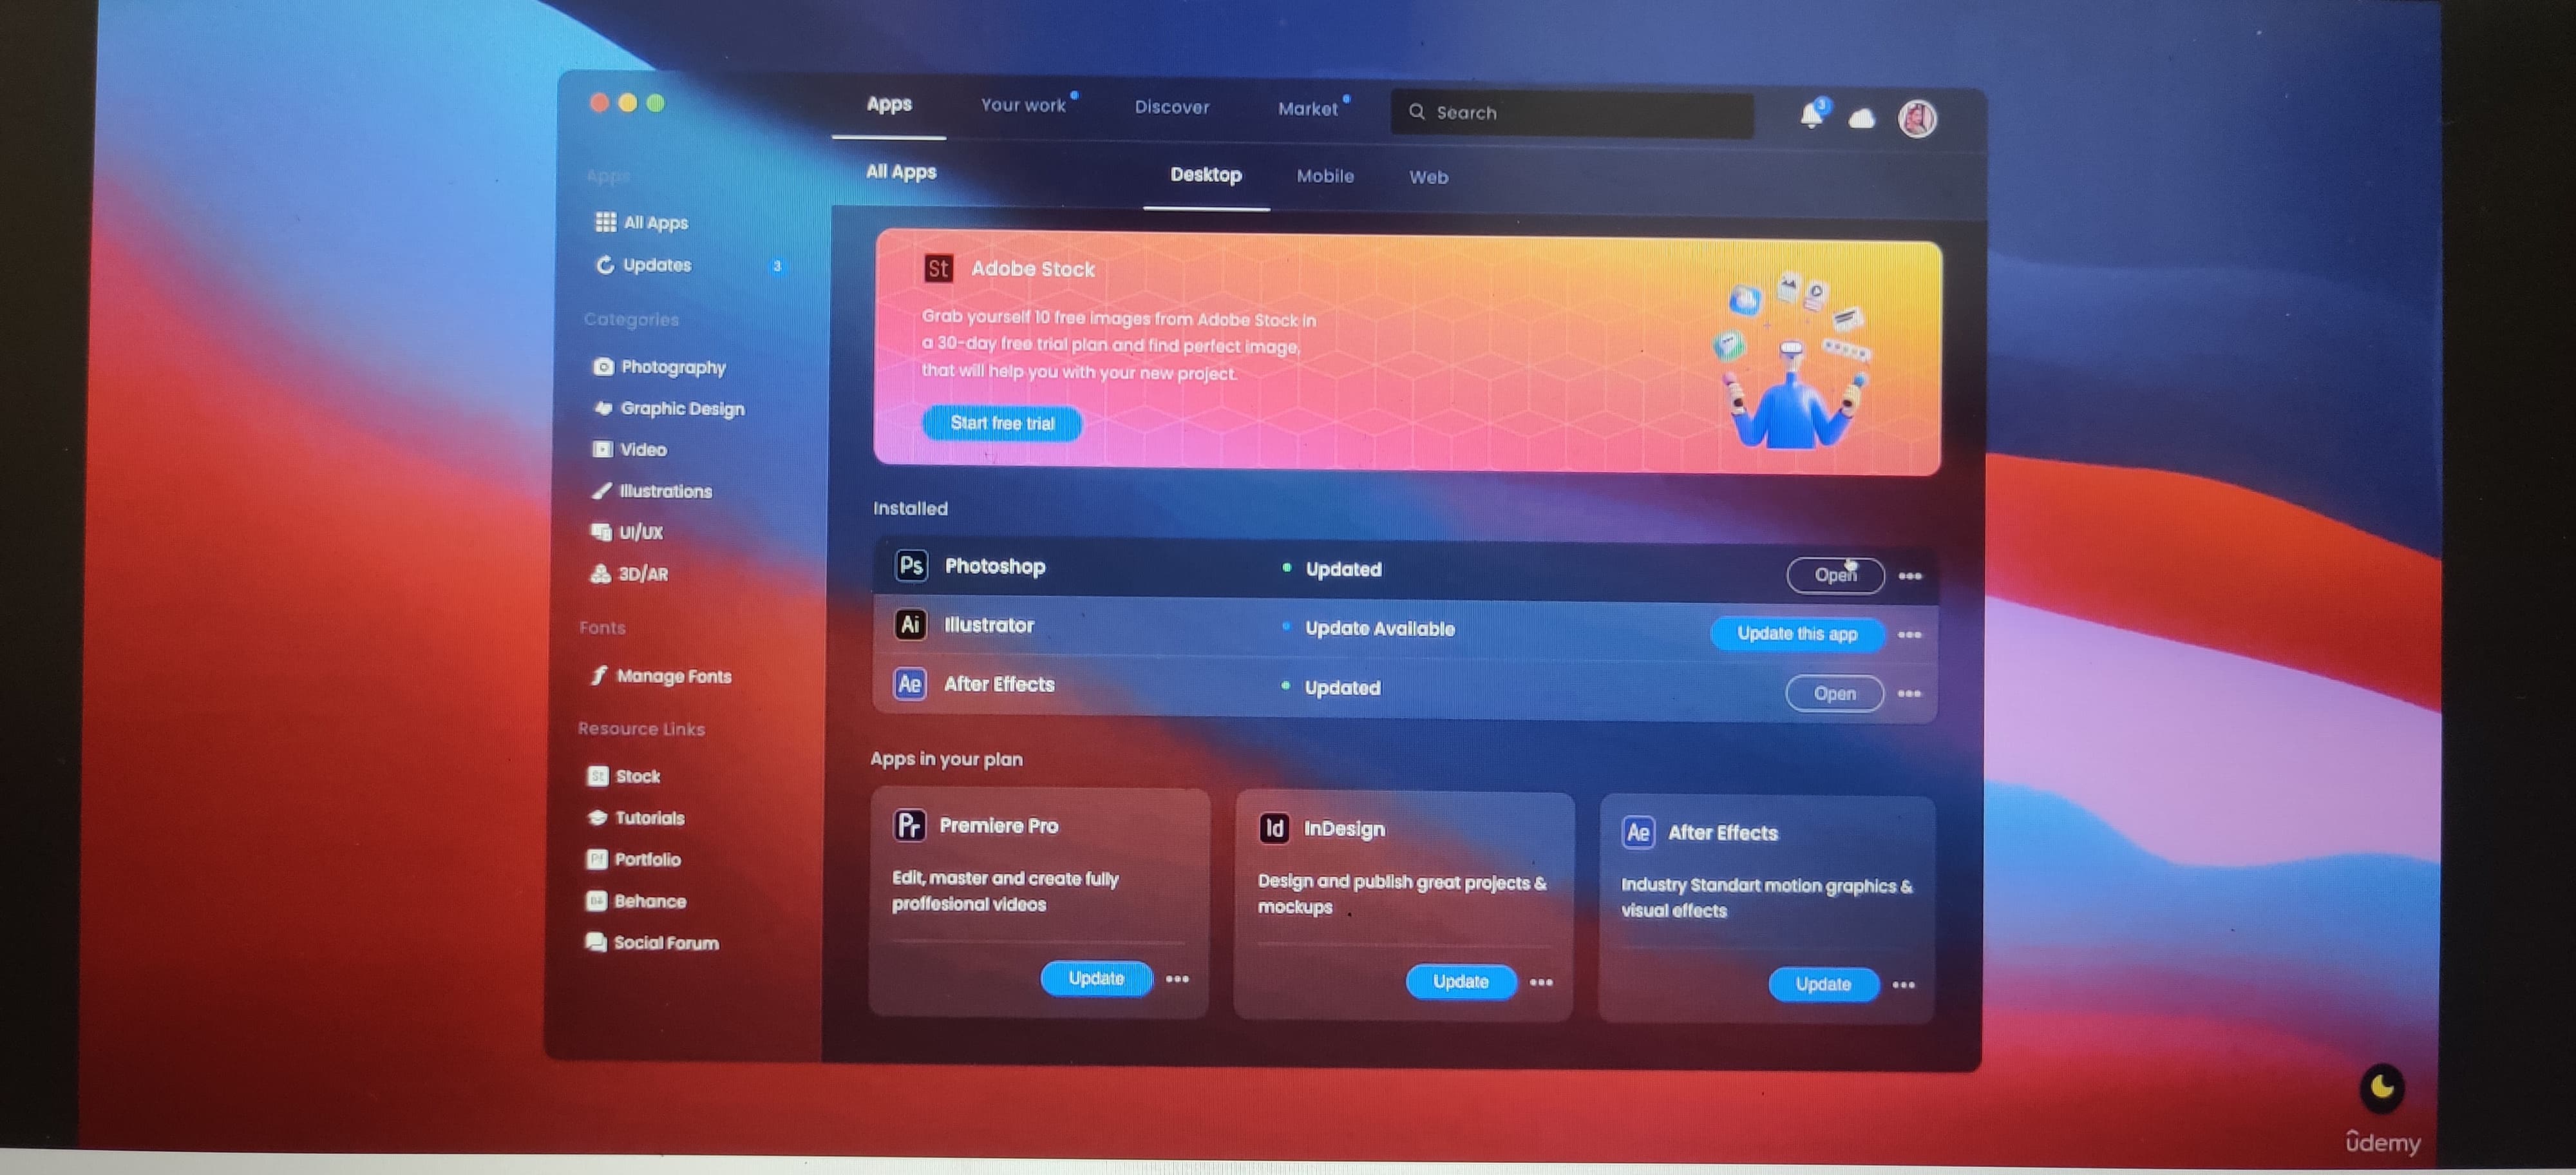 Apps
Your work
Discover
Market
Search
3
Apps
All Apps
Desktop
Mobile
Web
All Apps
Updates
3
Categories
Photography
Graphic Design
Video
Illustrations
UI/UX
3D/AR
Fonts
Manage Fonts
Resource Links
St Stock
Tutorials
Pf Portfolio
Bē Behance
Social Forum
St Adobe Stock
Grab yourself 10 free images from Adobe Stock in
a 30-day free trial plan and find perfect image,
that will help you with your new project.
Start free trial
Installed
Ps Photoshop Updated Open
Ai Illustrator Update Available Update this app
Ae After Effects Updated Open
Apps in your plan
Pr Premiere Pro
Edit, master and create fully
proffesional videos
Update
Id InDesign
Design and publish great projects &
mockups
Update
Ae After Effects
Industry Standart motion graphics &
visual effects
Update
ûdemy